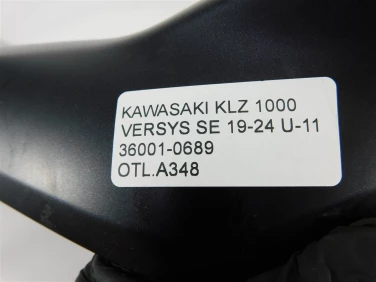 KAWASAKI KLZ 1000
VERSYS SE 19-24 U-11
36001-0689
OTL.A348